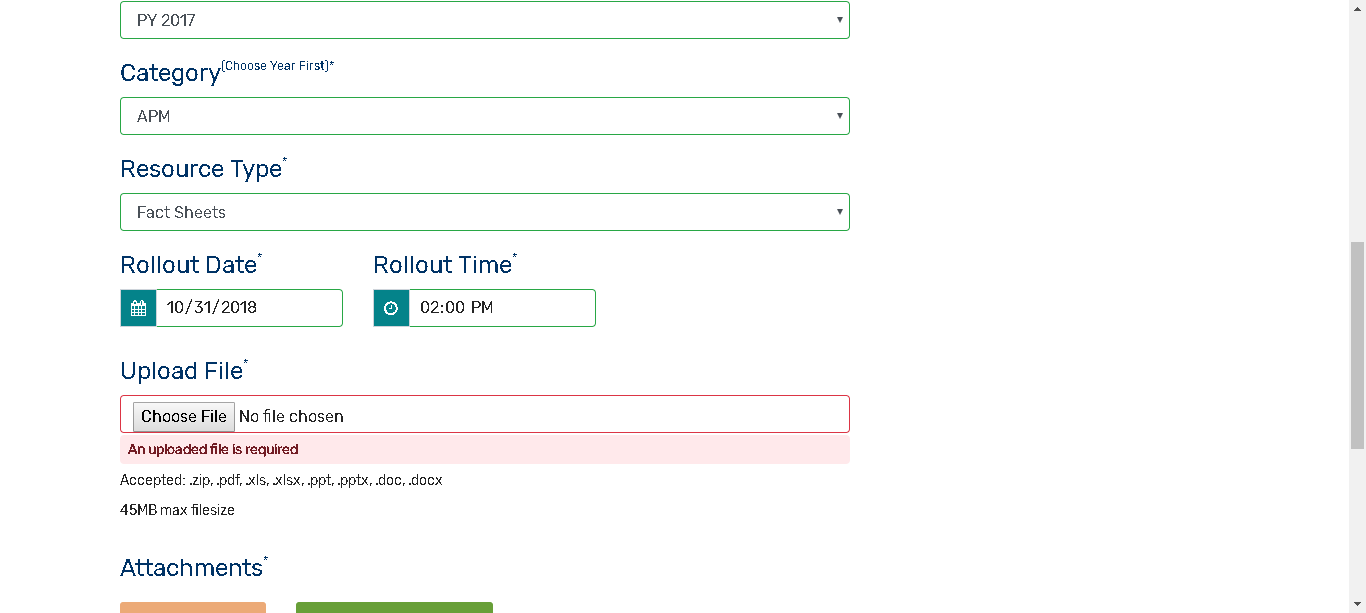 PY 2017
Category(Choose Year First)*
APM
Resource Type*
Fact Sheets
Rollout Date* Rollout Time*
10/31/2018 02:00 PM
Upload File*
Choose File No file chosen
An uploaded file is required
Accepted: .zip, .pdf, .xls, .xlsx, .ppt, .pptx, .doc, .docx
45MB max filesize
Attachments*